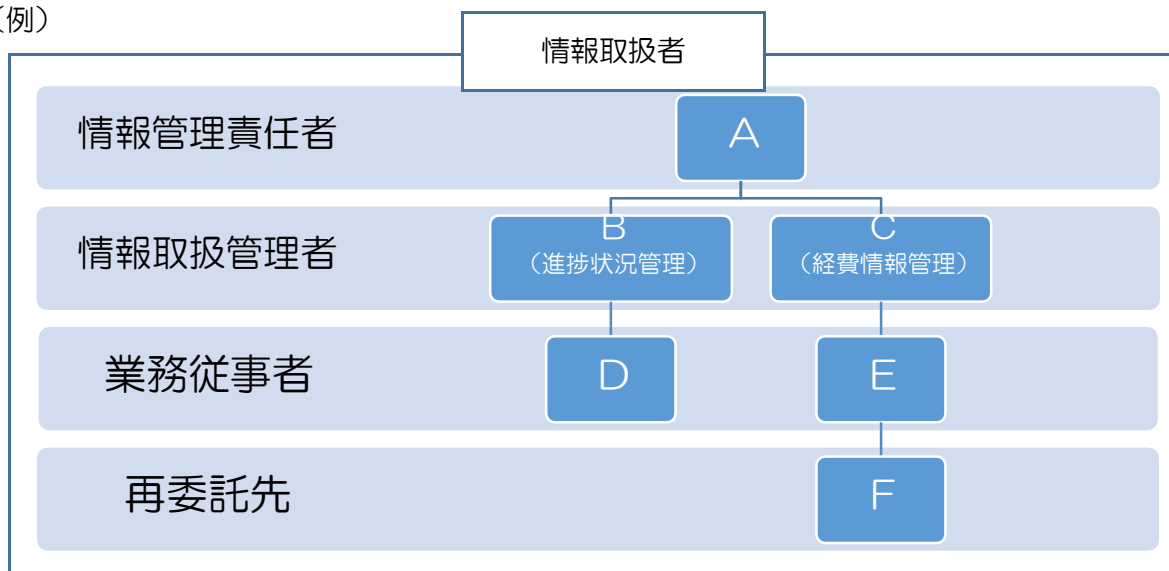 （例）
情報取扱者
情報管理責任者
A
情報取扱管理者
B
（進捗状況管理）
C
（経費情報管理）
業務従事者
D
E
再委託先
F